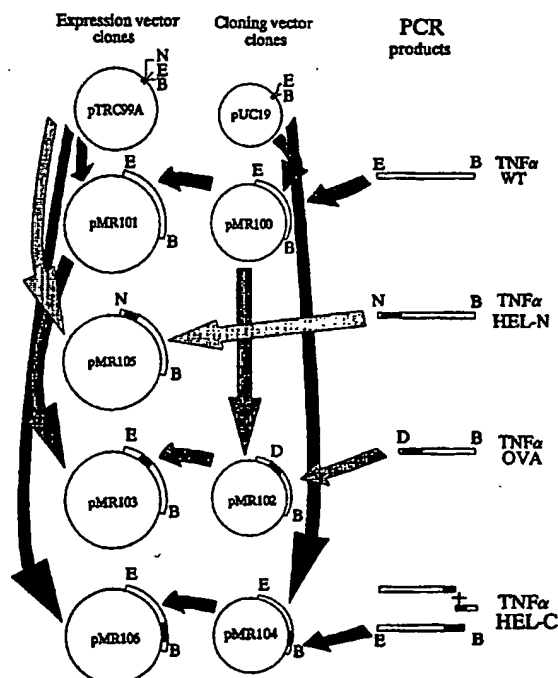 Expression vector
clones
Cloning vector
clones
PCR
products
N
E
B
pTRC99A
E
B
pUC19
E
B
pMR101
E
B
pMR100
E
B
TNFα
WT
N
B
pMR105
N
B
TNFα
HEL-N
E
B
pMR103
D
B
pMR102
D
B
TNFα
OVA
E
B
pMR106
E
B
pMR104
+
E
B
TNFα
HEL-C